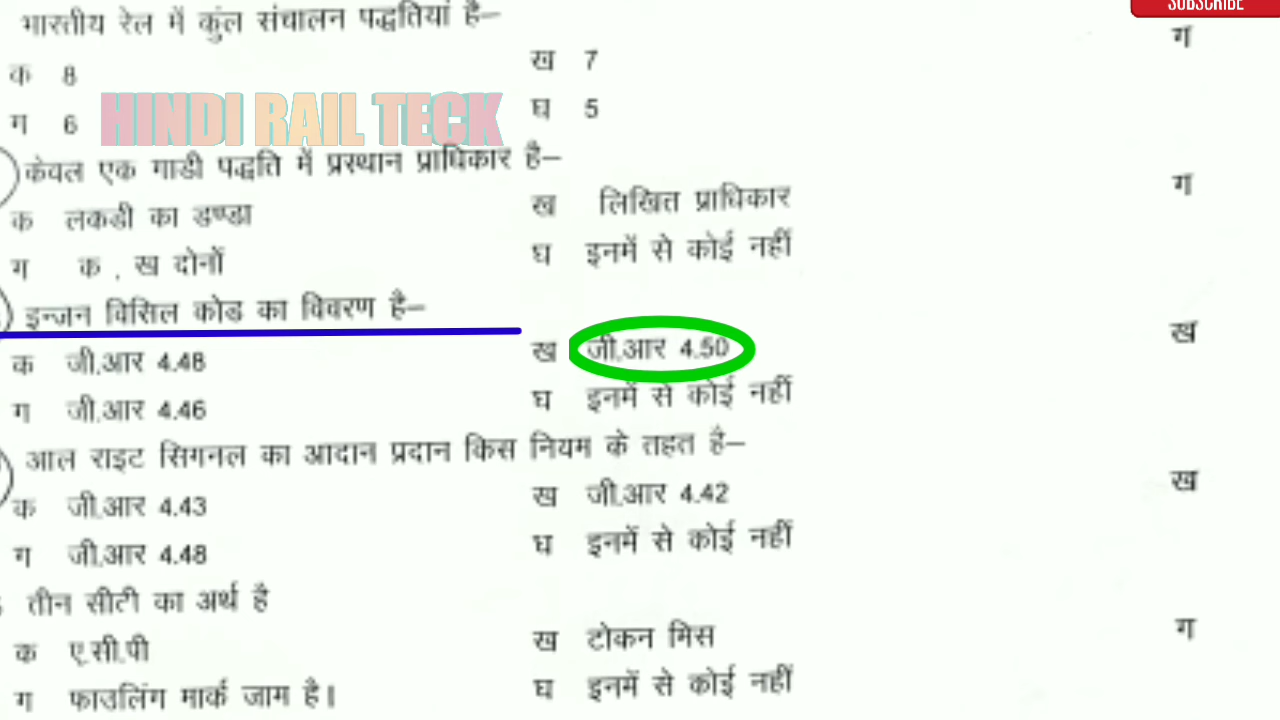 SUBSCRIBE
भारतीय रेल में कुंल संचालन पद्धतियां है– ग
क 8 ख 7
ग 6 घ 5
HINDI RAIL TECK
केवल एक गाडी पद्धति में प्रस्थान प्राधिकार है– ग
क लकडी का डण्डा ख लिखित प्राधिकार
ग क . ख दोनों घ इनमें से कोई नहीं
इन्जन विसिल कोड का विवरण है– ख
क जी.आर 4.48 ख जी.आर 4.50
ग जी.आर 4.46 घ इनमें से कोई नहीं
आल राइट सिगनल का आदान प्रदान किस नियम के तहत है– ख
क जी.आर 4.43 ख जी.आर 4.42
ग जी.आर 4.48 घ इनमें से कोई नहीं
तीन सीटी का अर्थ है ग
क ए.सी.पी ख टोकन मिस
ग फाउलिंग मार्क जाम है। घ इनमें से कोई नहीं